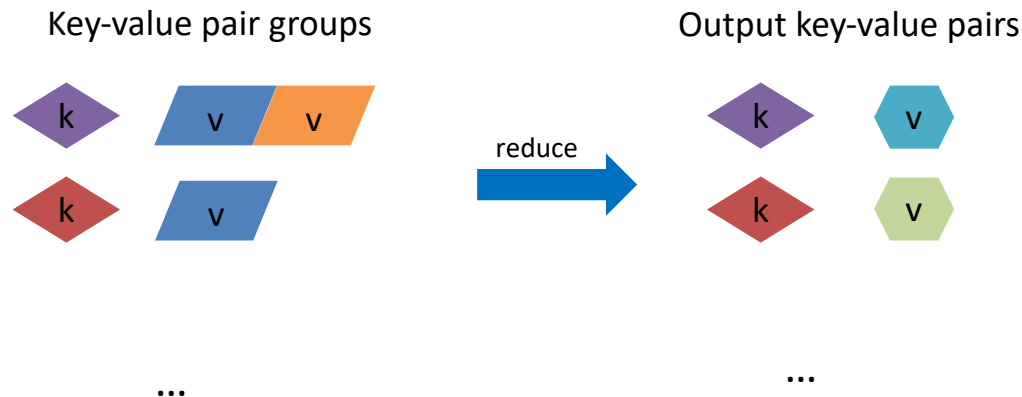 Key-value pair groups
Output key-value pairs
k v v
reduce
k v
k v
k v
...
...